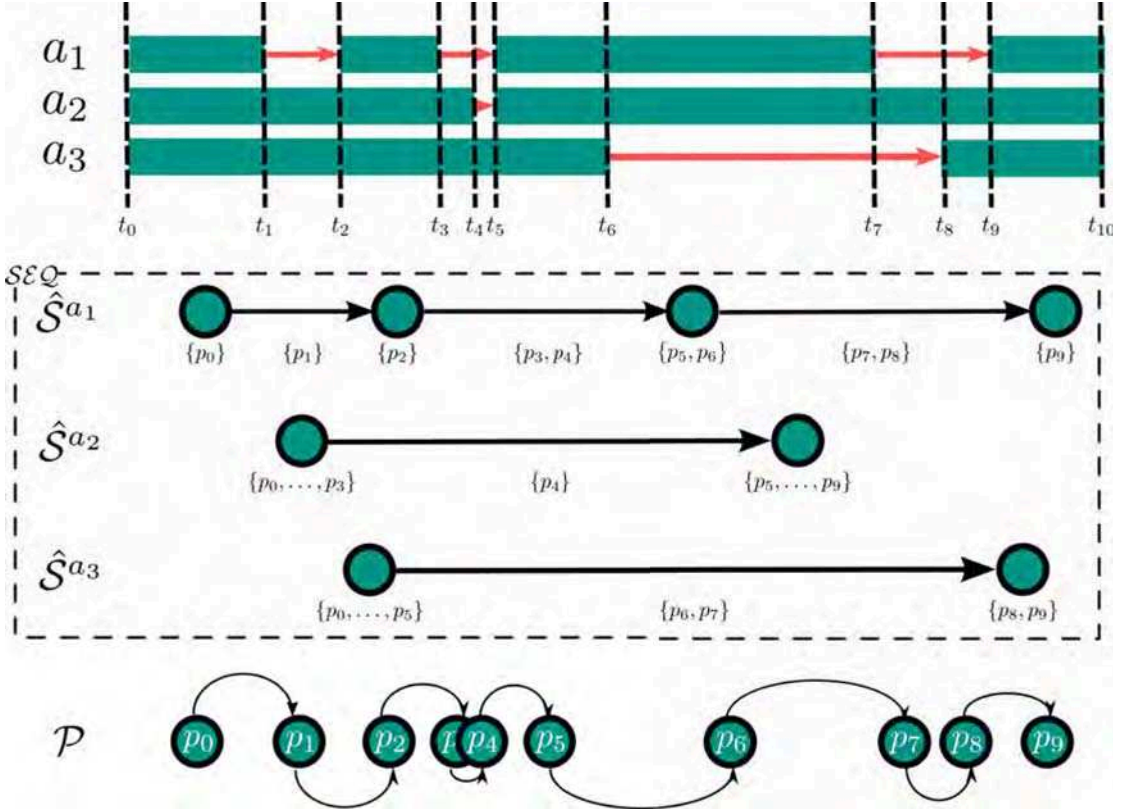 a1
a2
a3
t0 t1 t2 t3 t4 t5 t6 t7 t8 t9 t10
SEQ
Ŝa1
{p0} {p1} {p2} {p3, p4} {p5, p6} {p7, p8} {p9}
Ŝa2
{p0, . . . , p3} {p4} {p5, . . . , p9}
Ŝa3
{p0, . . . , p5} {p6, p7} {p8, p9}
P p0 p1 p2 p4 p5 p6 p7 p8 p9